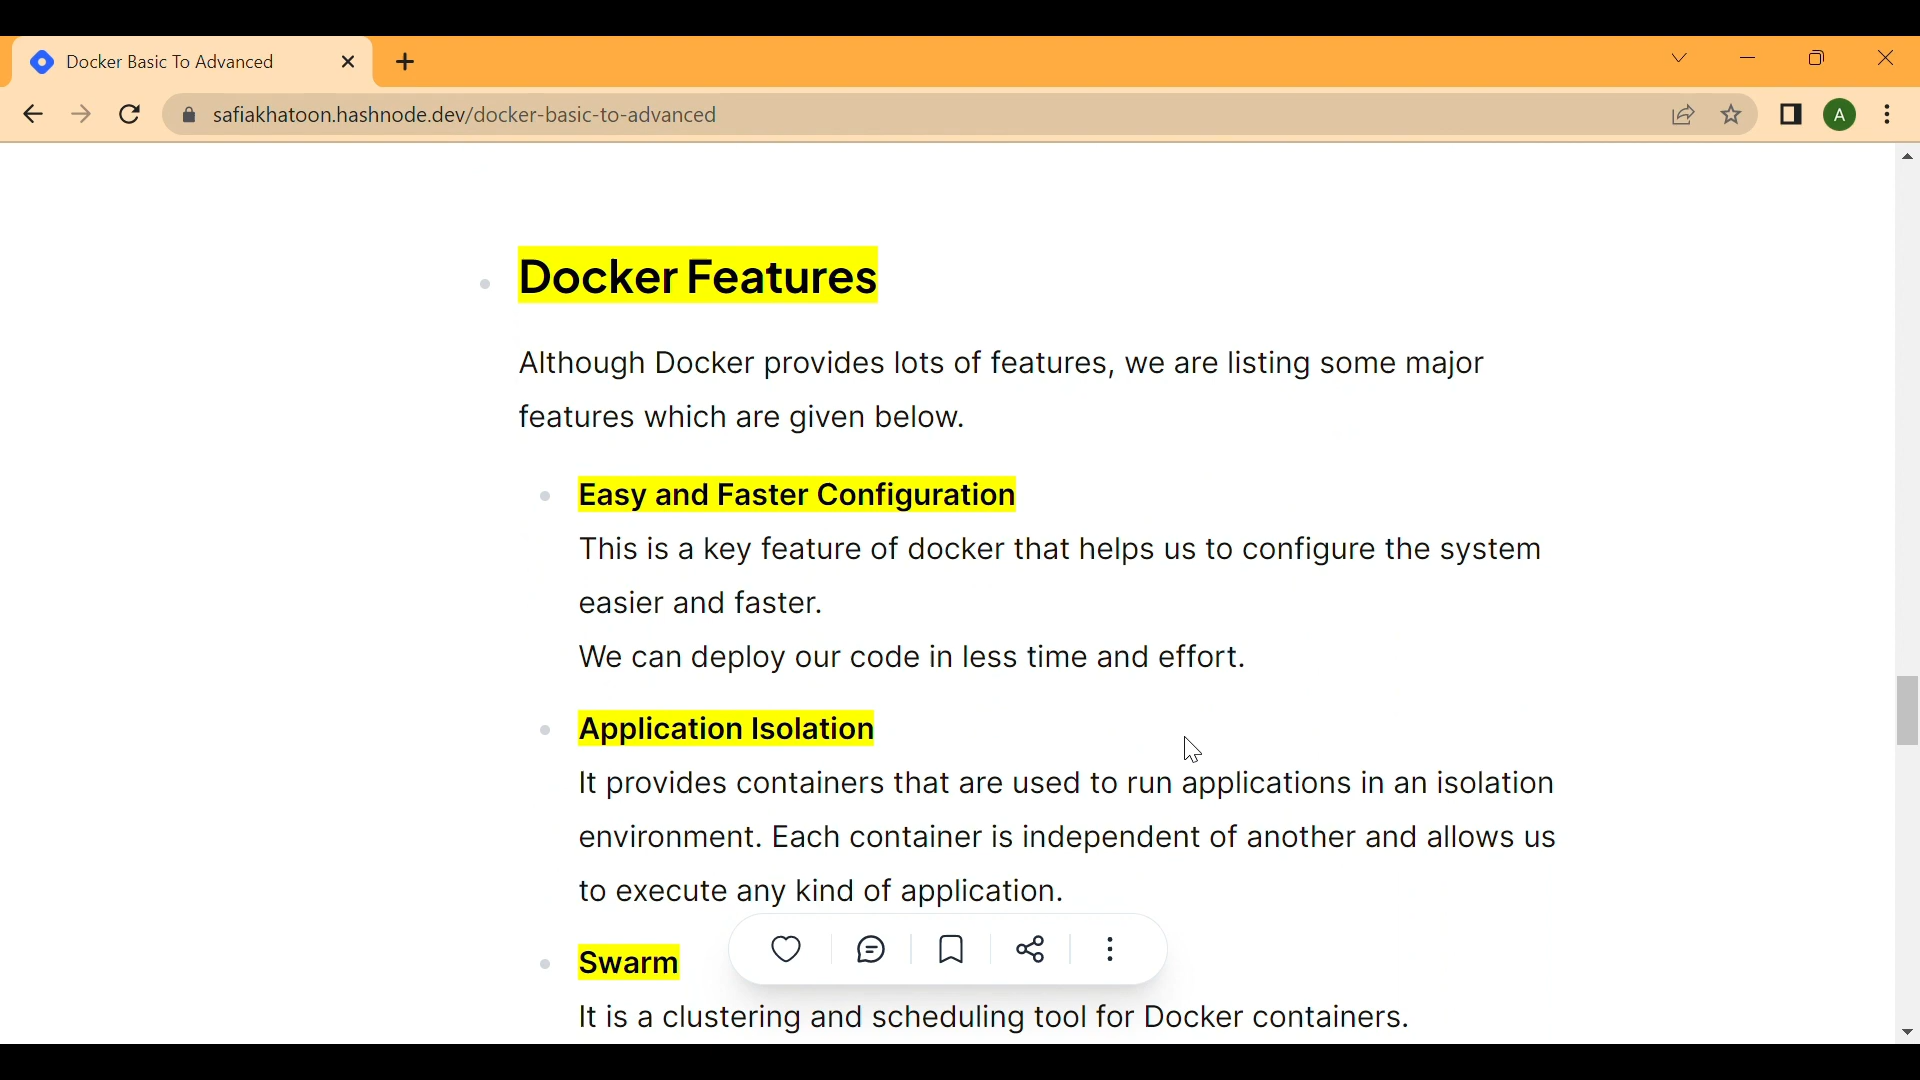 Docker Basic To Advanced
safiakhatoon.hashnode.dev/docker-basic-to-advanced
A
Docker Features
Although Docker provides lots of features, we are listing some major
features which are given below.
Easy and Faster Configuration
This is a key feature of docker that helps us to configure the system
easier and faster.
We can deploy our code in less time and effort.
Application Isolation
It provides containers that are used to run applications in an isolation
environment. Each container is independent of another and allows us
to execute any kind of application.
Swarm
It is a clustering and scheduling tool for Docker containers.